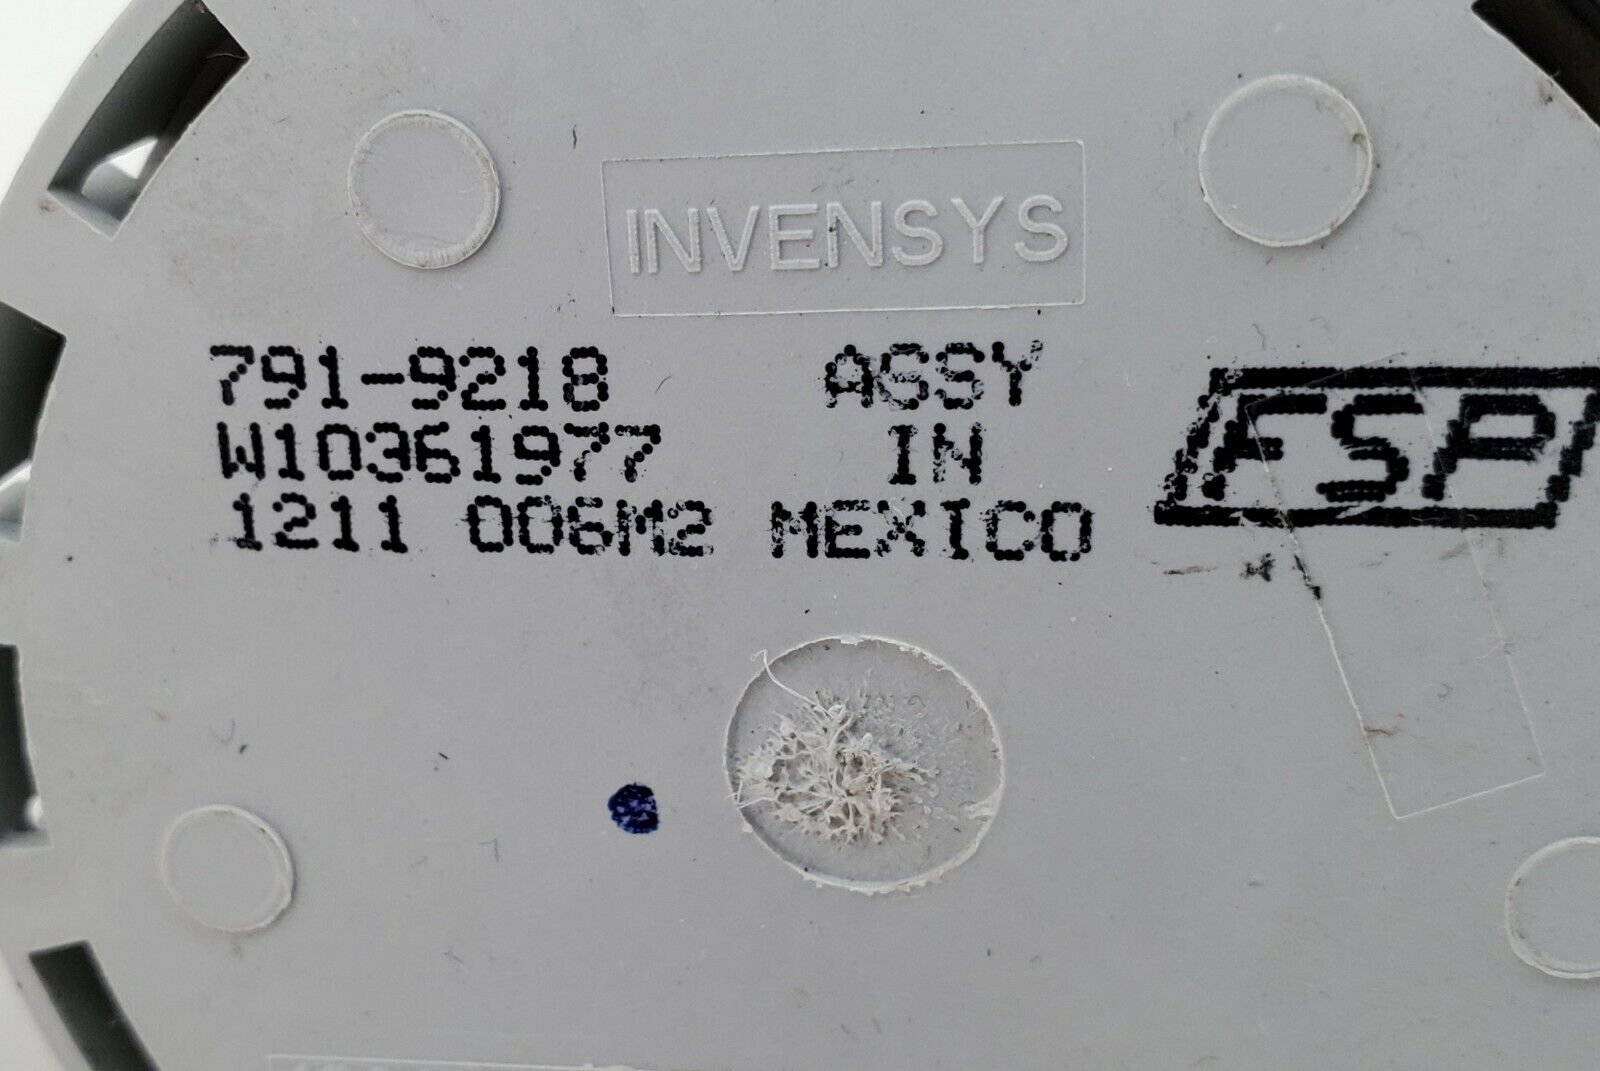 INVENSYS
791-9218 ASSY
W10361977 IN
1211 006M2 MEXICO
FSP